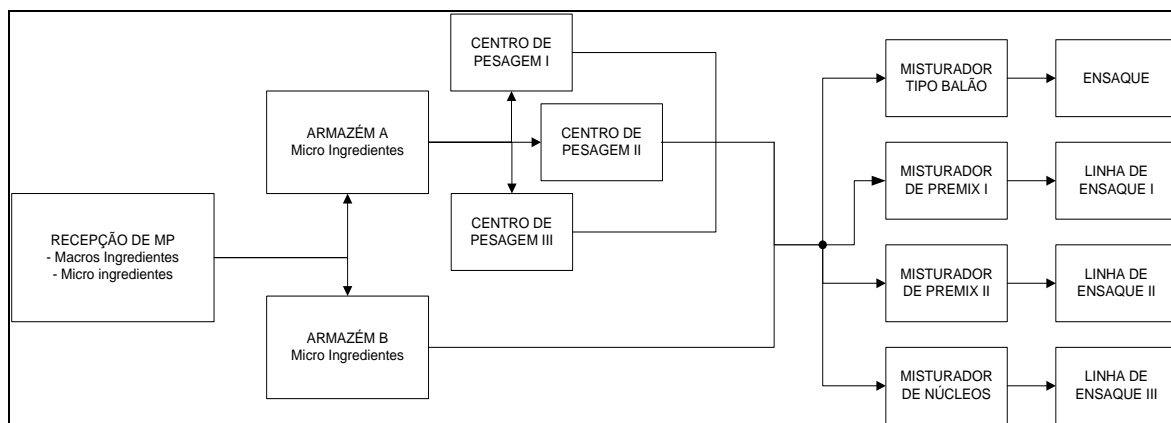 RECEPÇÃO DE MP
- Macros Ingredientes
- Micro ingredientes
ARMAZÉM A
Micro Ingredientes
ARMAZÉM B
Micro Ingredientes
CENTRO DE
PESAGEM I
CENTRO DE
PESAGEM II
CENTRO DE
PESAGEM III
MISTURADOR
TIPO BALÃO
ENSAQUE
MISTURADOR
DE PREMIX I
LINHA DE
ENSAQUE I
MISTURADOR
DE PREMIX II
LINHA DE
ENSAQUE II
MISTURADOR
DE NÚCLEOS
LINHA DE
ENSAQUE III